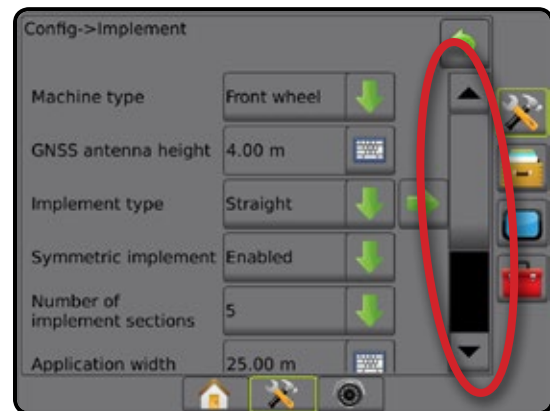 Config->Implement
Machine type Front wheel
GNSS antenna height 4.00 m
Implement type Straight
Symmetric implement Enabled
Number of
implement sections 5
Application width 25.00 m